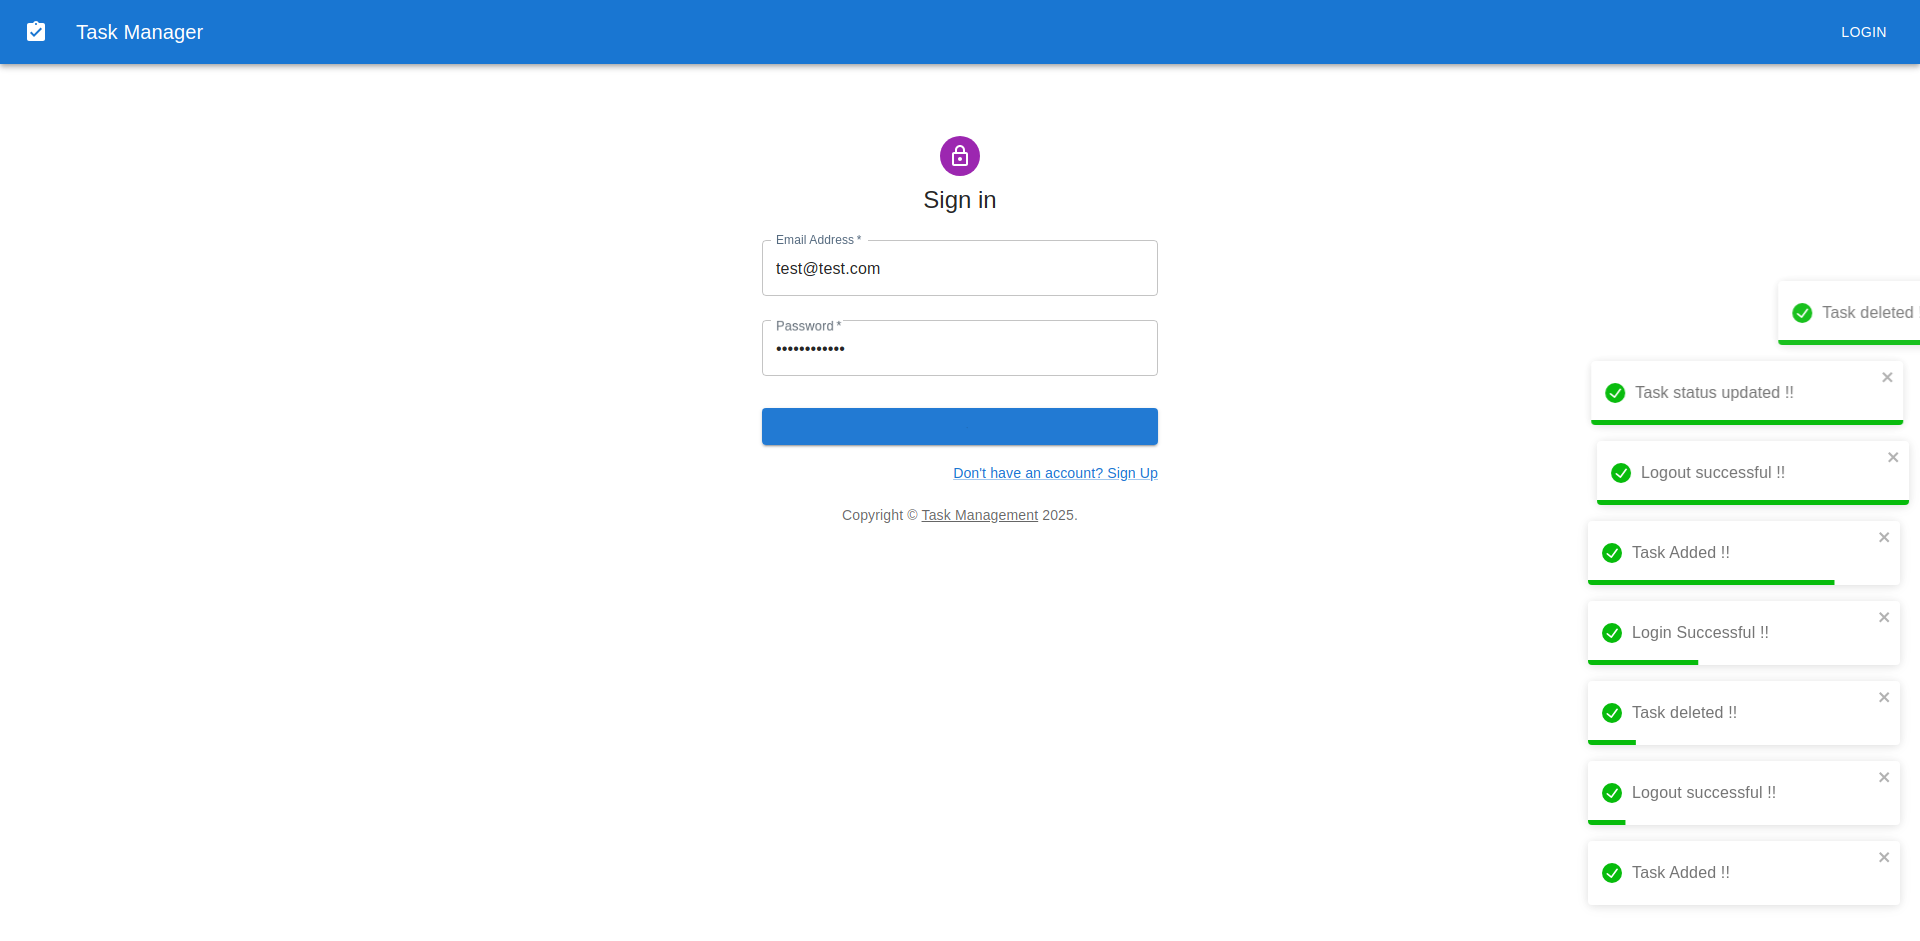 Task Manager
LOGIN
Sign in
Email Address *
test@test.com
Password *
••••••••••••
Don't have an account? Sign Up
Copyright © Task Management 2025.
Task deleted !
Task status updated !!
Logout successful !!
Task Added !!
Login Successful !!
Task deleted !!
Logout successful !!
Task Added !!